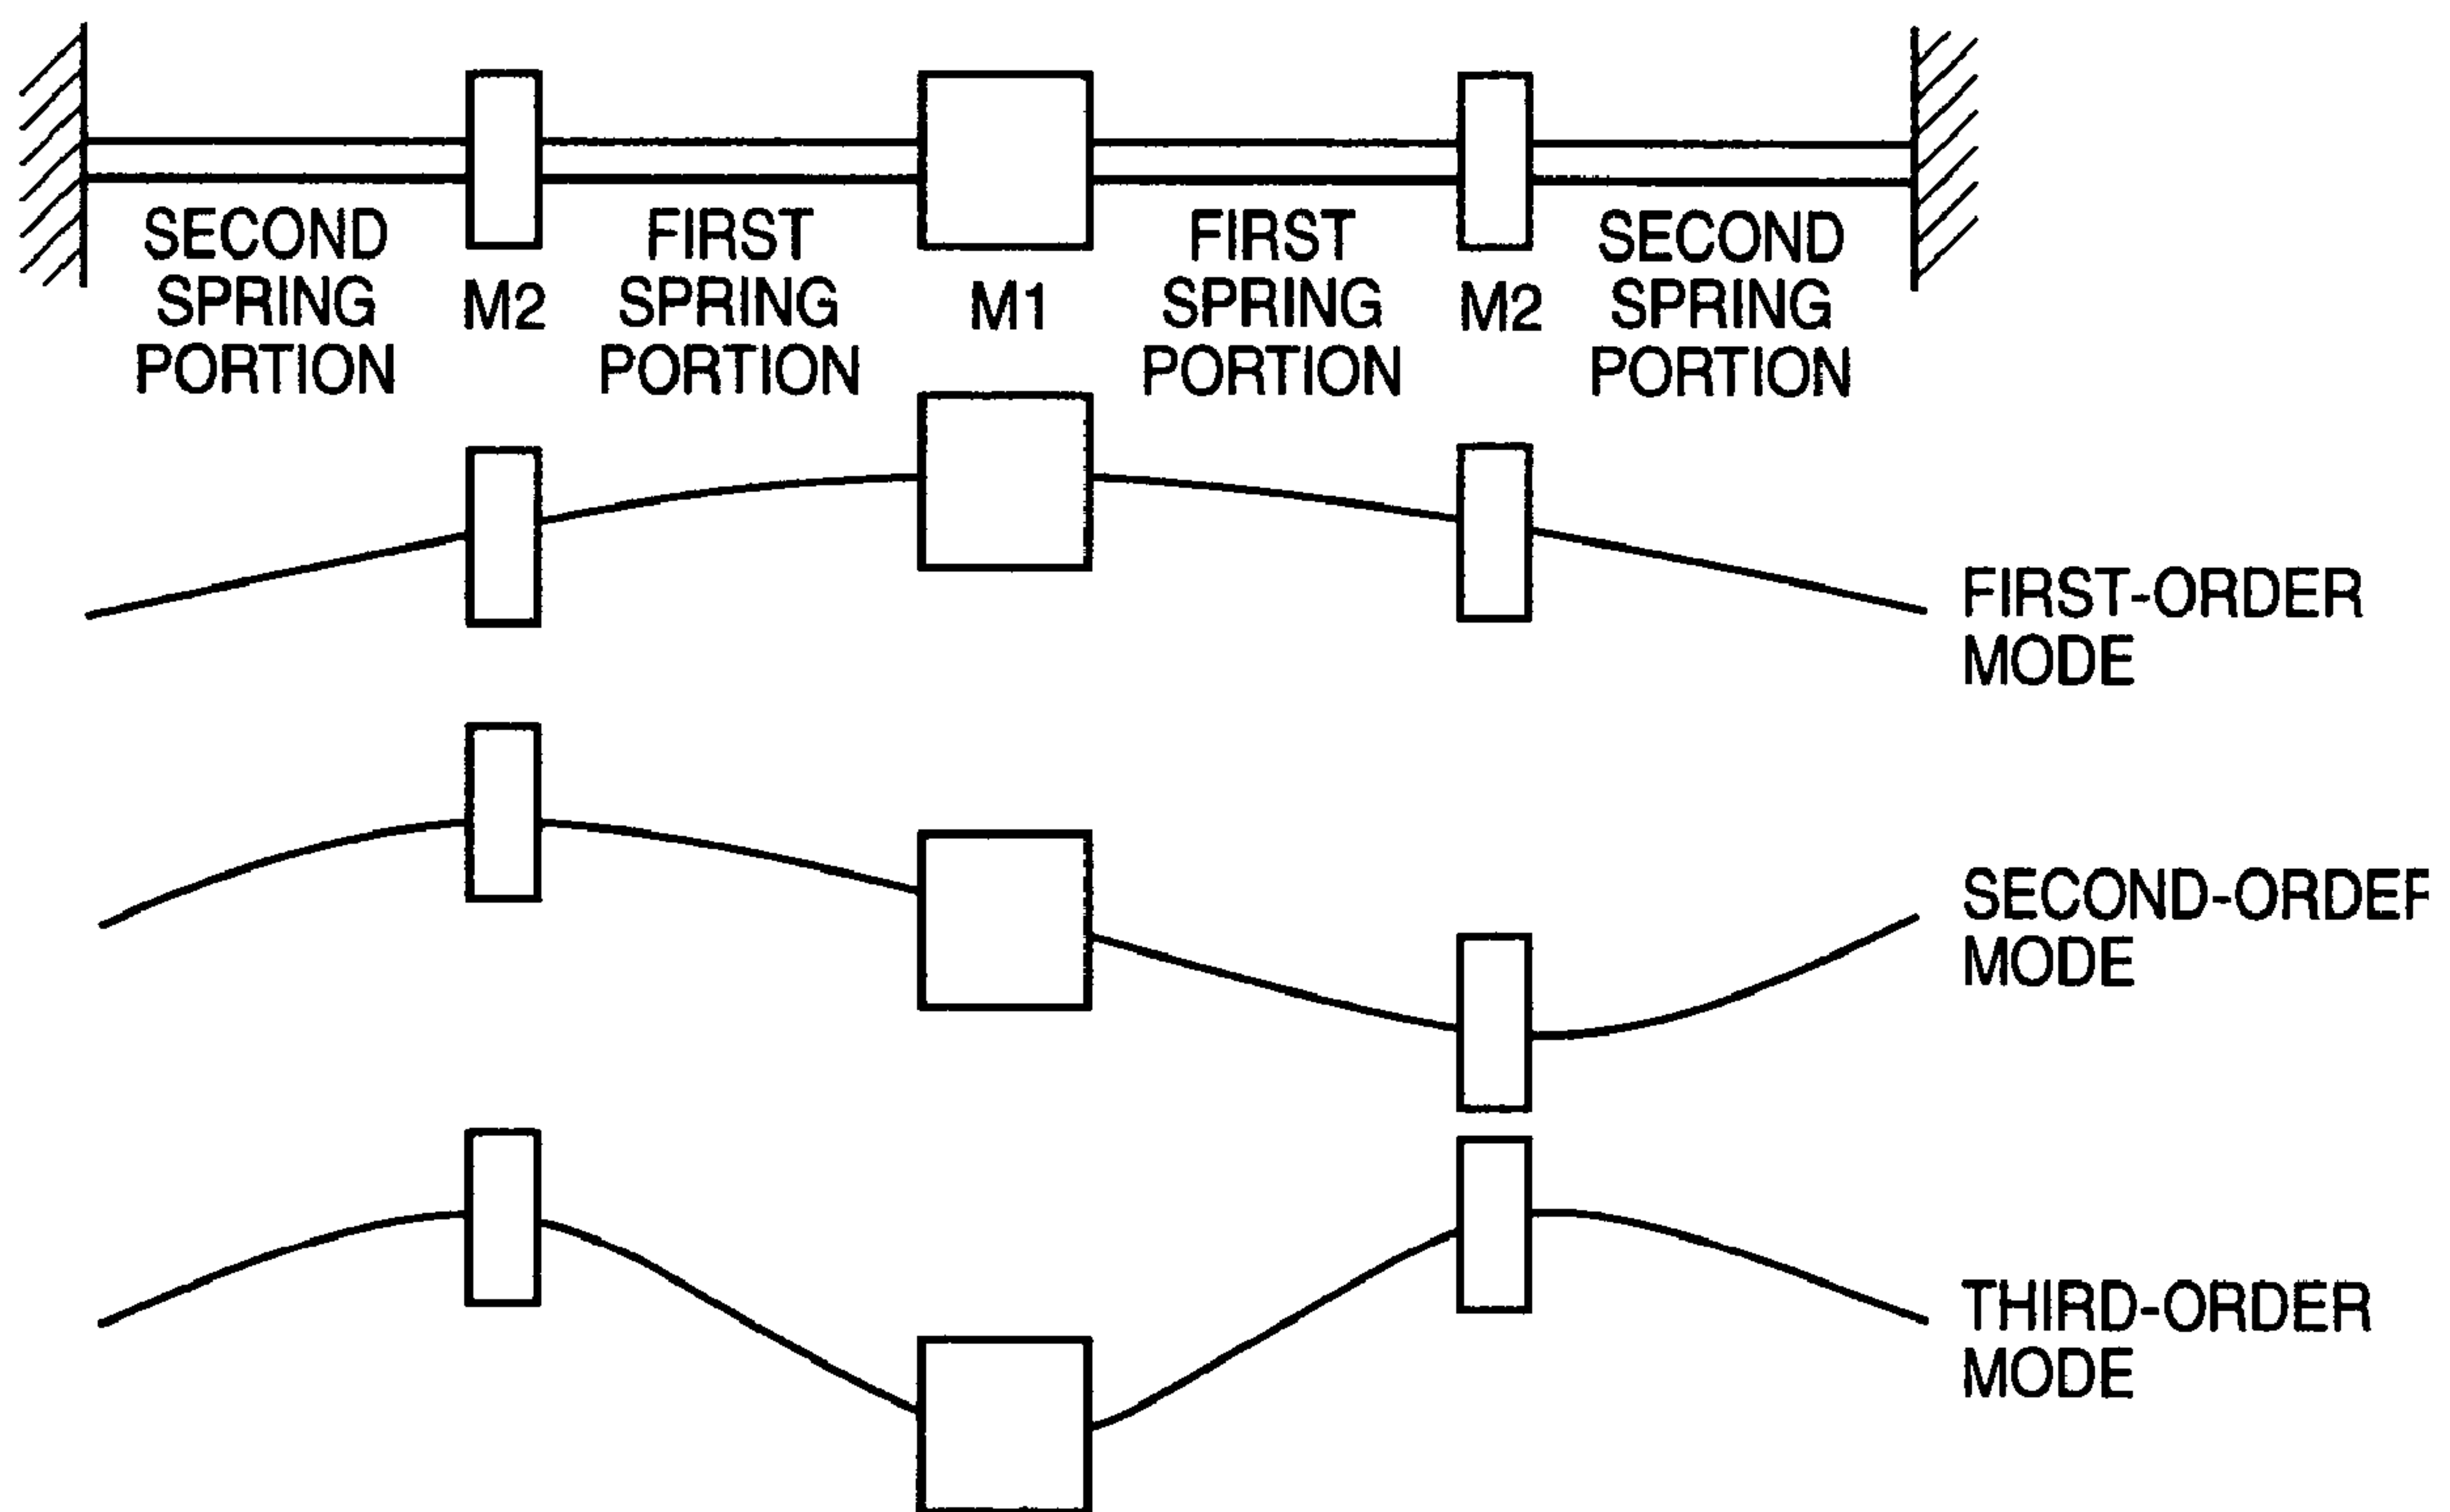 SECOND
SPRING
PORTION
M2
FIRST
SPRING
PORTION
M1
FIRST
SPRING
PORTION
M2
SECOND
SPRING
PORTION
FIRST-ORDER
MODE
SECOND-ORDER
MODE
THIRD-ORDER
MODE